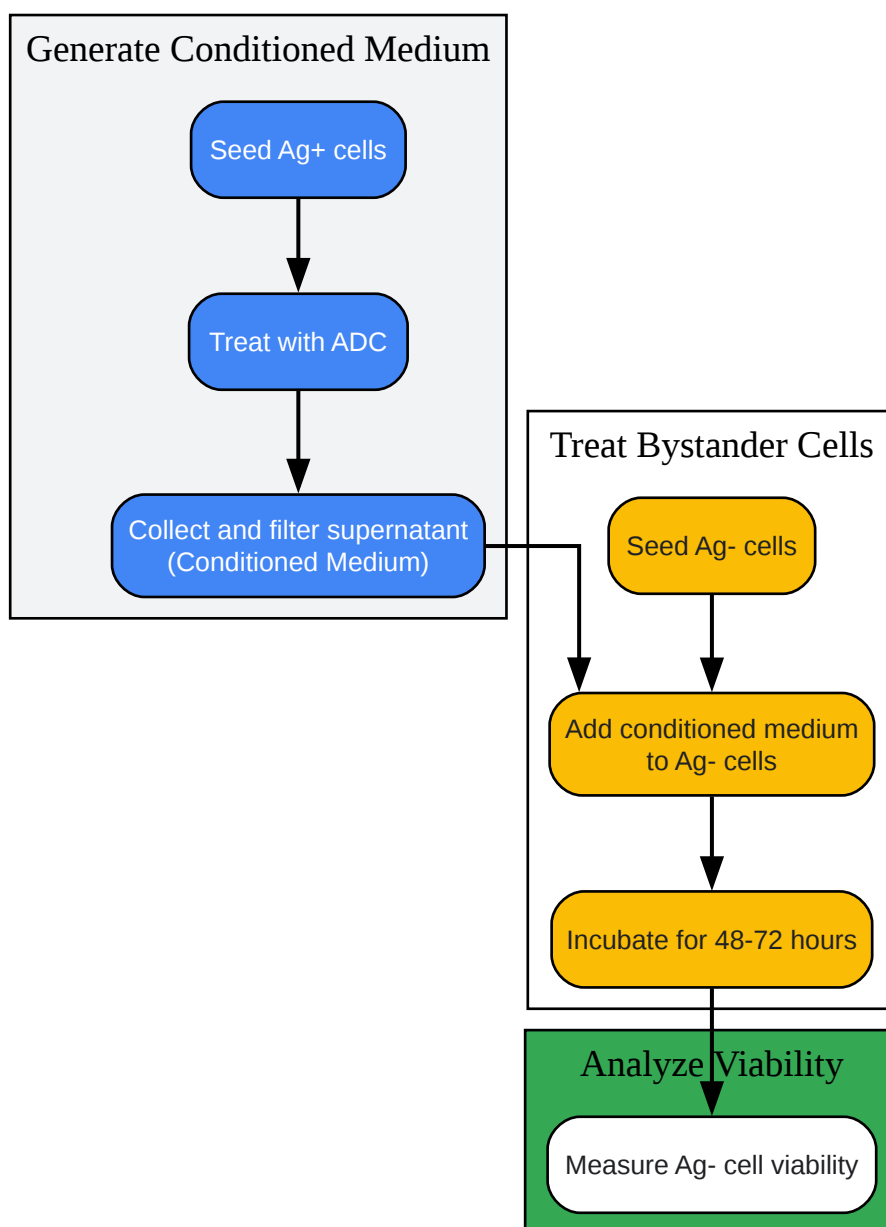 Generate Conditioned Medium
Seed Ag+ cells
Treat with ADC
Collect and filter supernatant
(Conditioned Medium)
Treat Bystander Cells
Seed Ag- cells
Add conditioned medium
to Ag- cells
Incubate for 48-72 hours
Analyze Viability
Measure Ag- cell viability